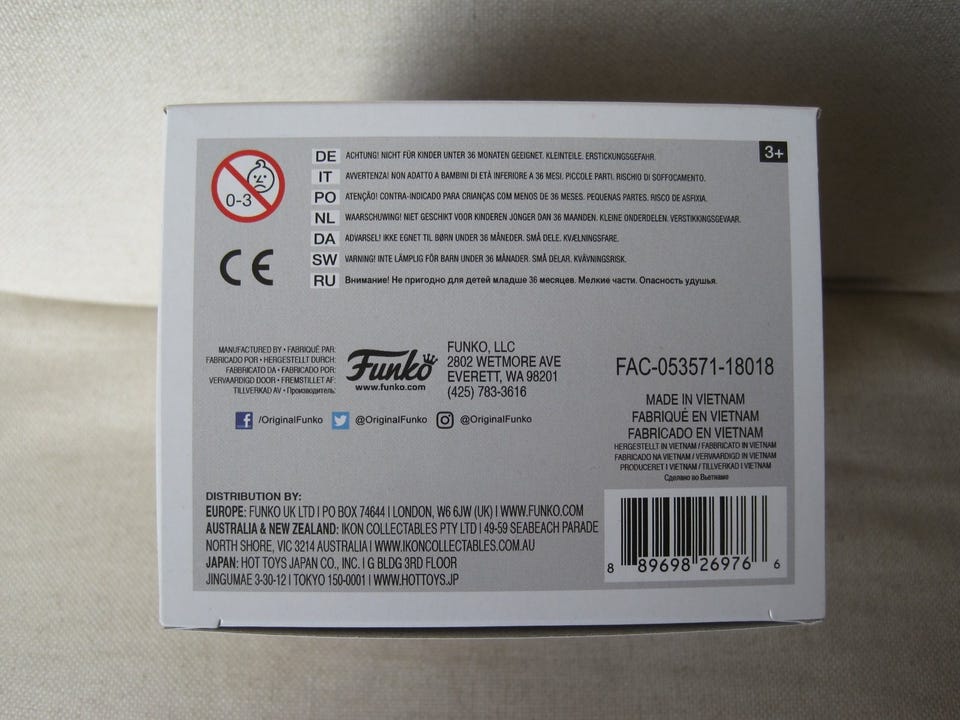 3+
0-3
DE ACHTUNG! NICHT FÜR KINDER UNTER 36 MONATEN GEEIGNET. KLEINTEILE. ERSTICKUNGSGEFAHR.
IT AVVERTENZA! NON ADATTO A BAMBINI DI ETÀ INFERIORE A 36 MESI. PICCOLE PARTI. RISCHIO DI SOFFOCAMENTO.
PO ATENÇÃO! CONTRA-INDICADO PARA CRIANÇAS COM MENOS DE 36 MESES. PEQUENAS PARTES. RISCO DE ASFIXIA.
NL WAARSCHUWING! NIET GESCHIKT VOOR KINDEREN JONGER DAN 36 MAANDEN. KLEINE ONDERDELEN. VERSTIKKINGSGEVAAR.
DA ADVARSEL! IKKE EGNET TIL BØRN UNDER 36 MÅNEDER. SMÅ DELE. KVÆLNINGSFARE.
SW VARNING! INTE LÄMPLIG FÖR BARN UNDER 36 MÅNADER. SMÅ DELAR. KVÄVNINGSRISK.
RU Внимание! Не пригодно для детей младше 36 месяцев. Мелкие части. Опасность удушья.
CE
MANUFACTURED BY • FABRIQUÉ PAR:
FABRICADO POR • HERGESTELLT DURCH:
FABBRICATO DA • FABRICADO POR:
VERVAARDIGD DOOR • FREMSTILLET AF:
TILLVERKAD AV • Производитель:
Funko
www.funko.com
FUNKO, LLC
2802 WETMORE AVE
EVERETT, WA 98201
(425) 783-3616
f /OriginalFunko @OriginalFunko @OriginalFunko
FAC-053571-18018
MADE IN VIETNAM
FABRIQUÉ EN VIETNAM
FABRICADO EN VIETNAM
HERGESTELLT IN VIETNAM / FABBRICATO IN VIETNAM
FABRICADO NA VIETNAM / VERVAARDIGD IN VIETNAM
PRODUCERET I VIETNAM / TILLVERKAD I VIETNAM
Сделано во Вьетнаме
DISTRIBUTION BY:
EUROPE: FUNKO UK LTD | PO BOX 74644 | LONDON, W6 6JW (UK) | WWW.FUNKO.COM
AUSTRALIA & NEW ZEALAND: IKON COLLECTABLES PTY LTD | 49-59 SEABEACH PARADE
NORTH SHORE, VIC 3214 AUSTRALIA | WWW.IKONCOLLECTABLES.COM.AU
JAPAN: HOT TOYS JAPAN CO., INC. | G BLDG 3RD FLOOR
JINGUMAE 3-30-12 | TOKYO 150-0001 | WWW.HOTTOYS.JP
8 89698 26976 6